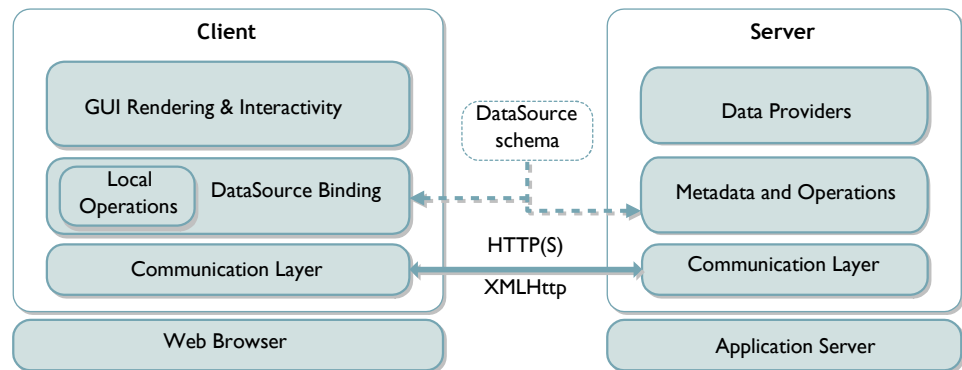 Client
GUI Rendering & Interactivity
Local
Operations
DataSource Binding
Communication Layer
Web Browser
DataSource
schema
HTTP(S)
XMLHttp
Server
Data Providers
Metadata and Operations
Communication Layer
Application Server